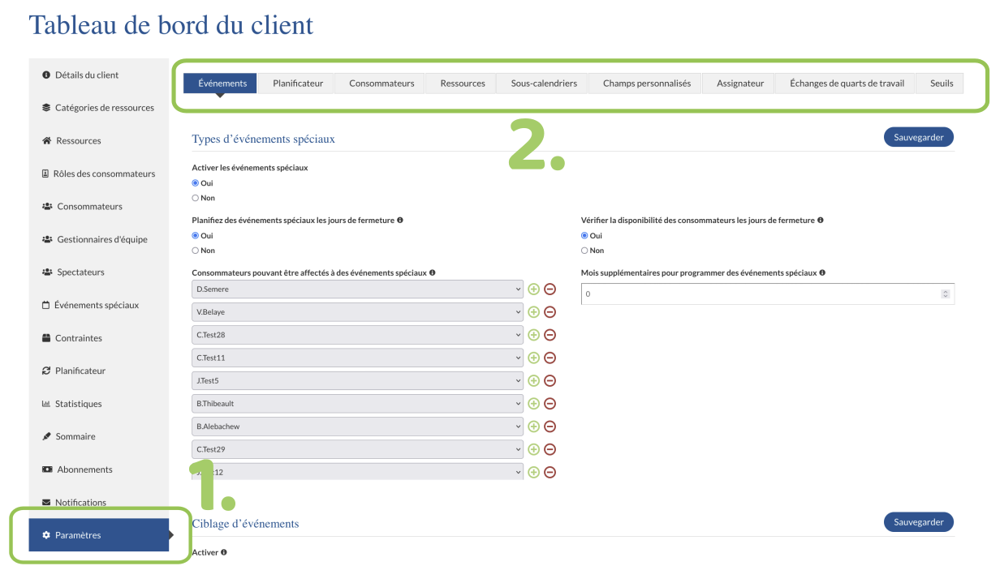 Tableau de bord du client
Détails du client
Catégories de ressources
Ressources
Rôles des consommateurs
Consommateurs
Gestionnaires d'équipe
Spectateurs
Événements spéciaux
Contraintes
Planificateur
Statistiques
Sommaire
Abonnements
Notifications
Paramètres
1.
Événements Planificateur Consommateurs Ressources Sous-calendriers Champs personnalisés Assignateur Échanges de quarts de travail Seuils
2.
Types d’événements spéciaux Sauvegarder
Activer les événements spéciaux
Oui
Non
Planifiez des événements spéciaux les jours de fermeture
Oui
Non
Vérifier la disponibilité des consommateurs les jours de fermeture
Oui
Non
Consommateurs pouvant être affectés à des événements spéciaux
D.Semere
V.Belaye
C.Test28
C.Test11
J.Test5
B.Thibeault
B.Alebachew
C.Test29
Mois supplémentaires pour programmer des événements spéciaux
0
Ciblage d’événements Sauvegarder
Activer